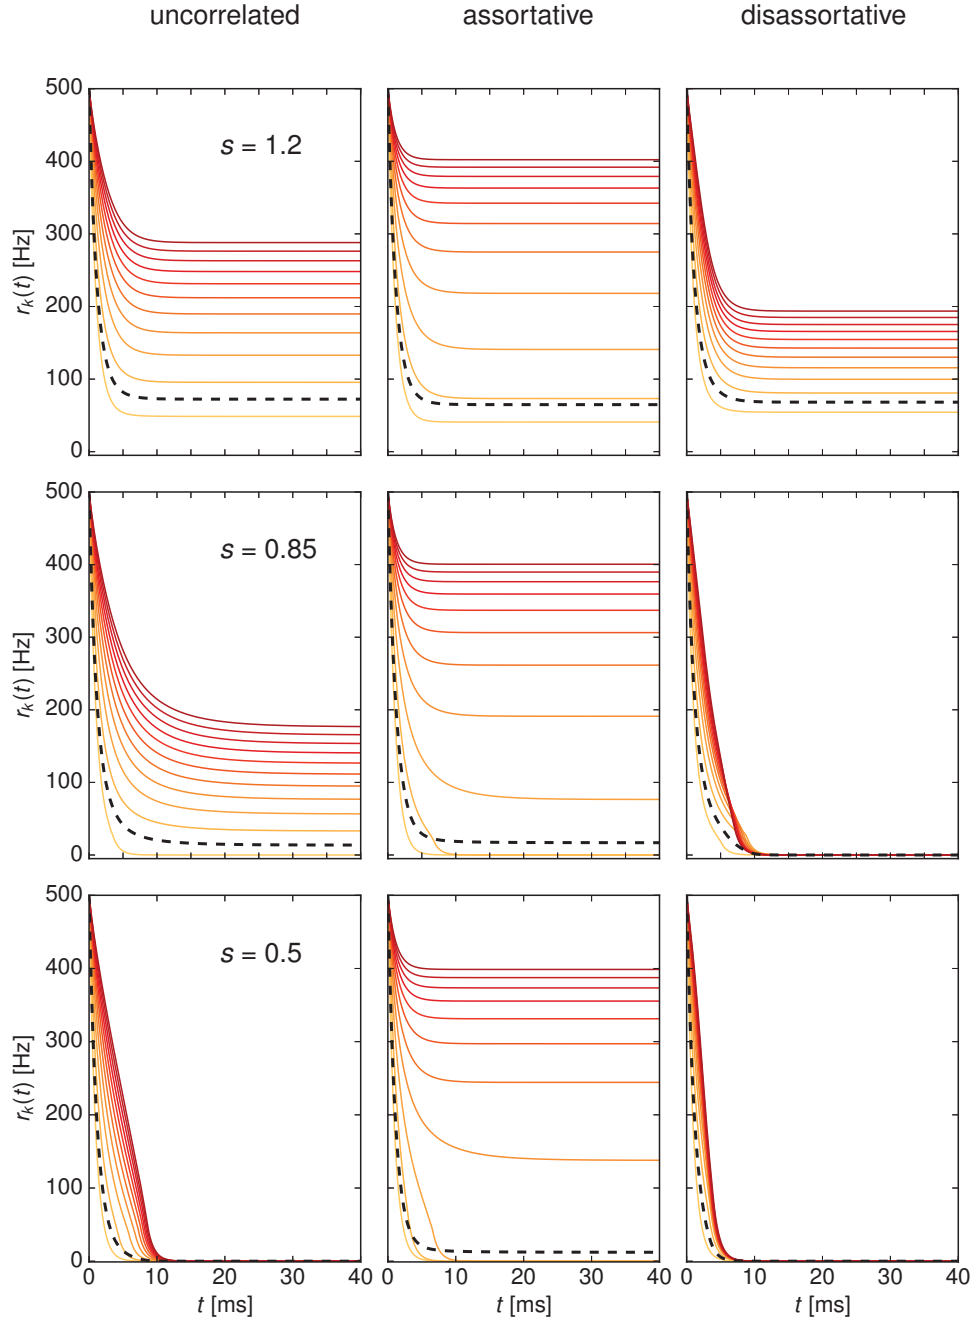 uncorrelated assortative disassortative
500
400
300
200
100
0
r_k(t) [Hz]
s = 1.2
500
400
300
200
100
0
r_k(t) [Hz]
s = 0.85
500
400
300
200
100
0
r_k(t) [Hz]
s = 0.5
0 10 20 30 40 0 10 20 30 40 0 10 20 30 40
t [ms] t [ms] t [ms]